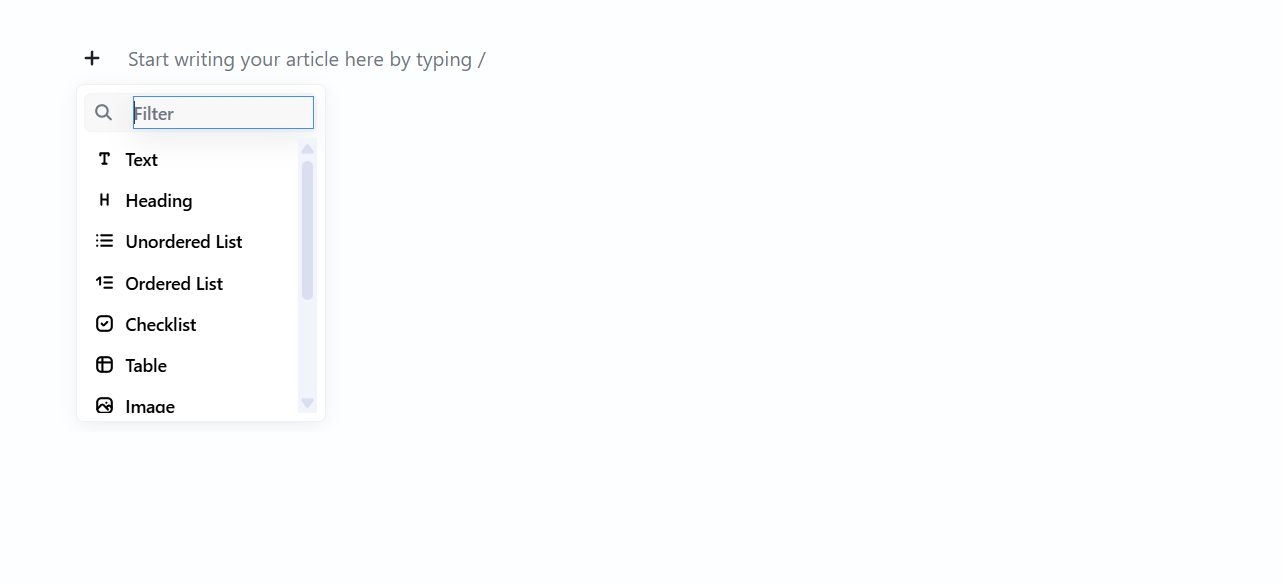 Start writing your article here by typing /
Filter
Text
Heading
Unordered List
Ordered List
Checklist
Table
Image